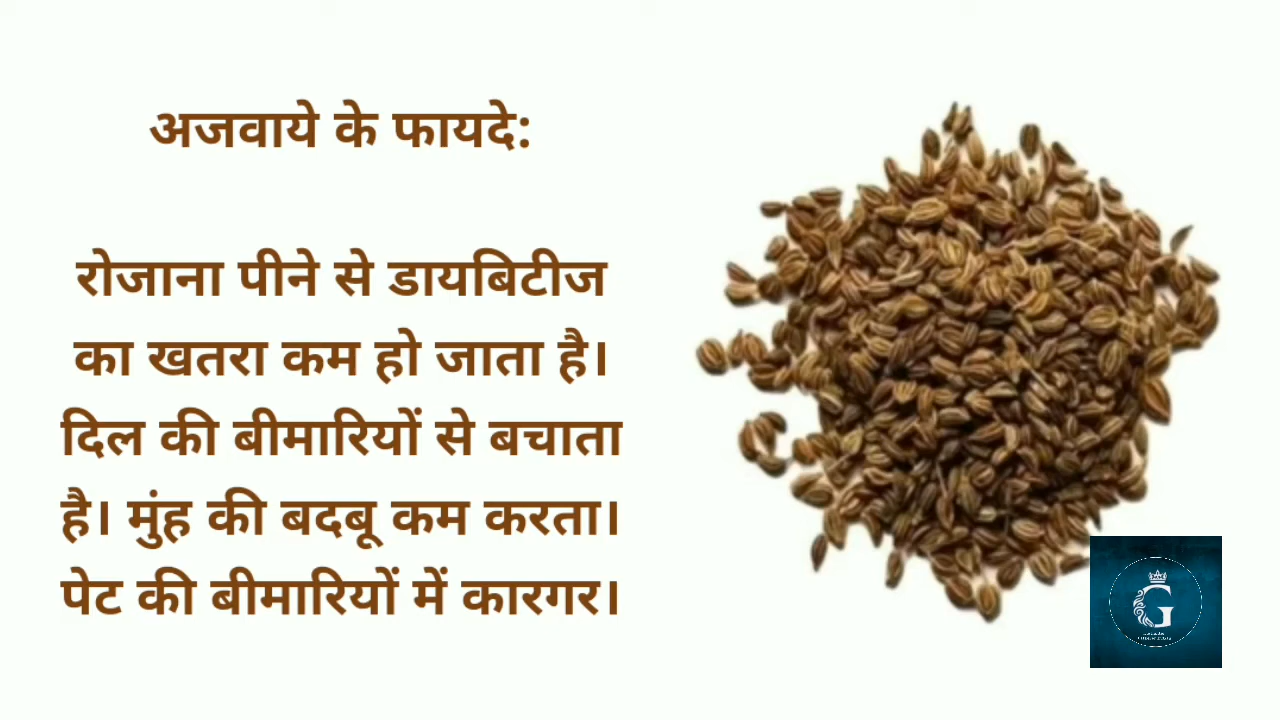 अजवाये के फायदे:
रोजाना पीने से डायबिटीज
का खतरा कम हो जाता है।
दिल की बीमारियों से बचाता
है। मुंह की बदबू कम करता।
पेट की बीमारियों में कारगर।
G